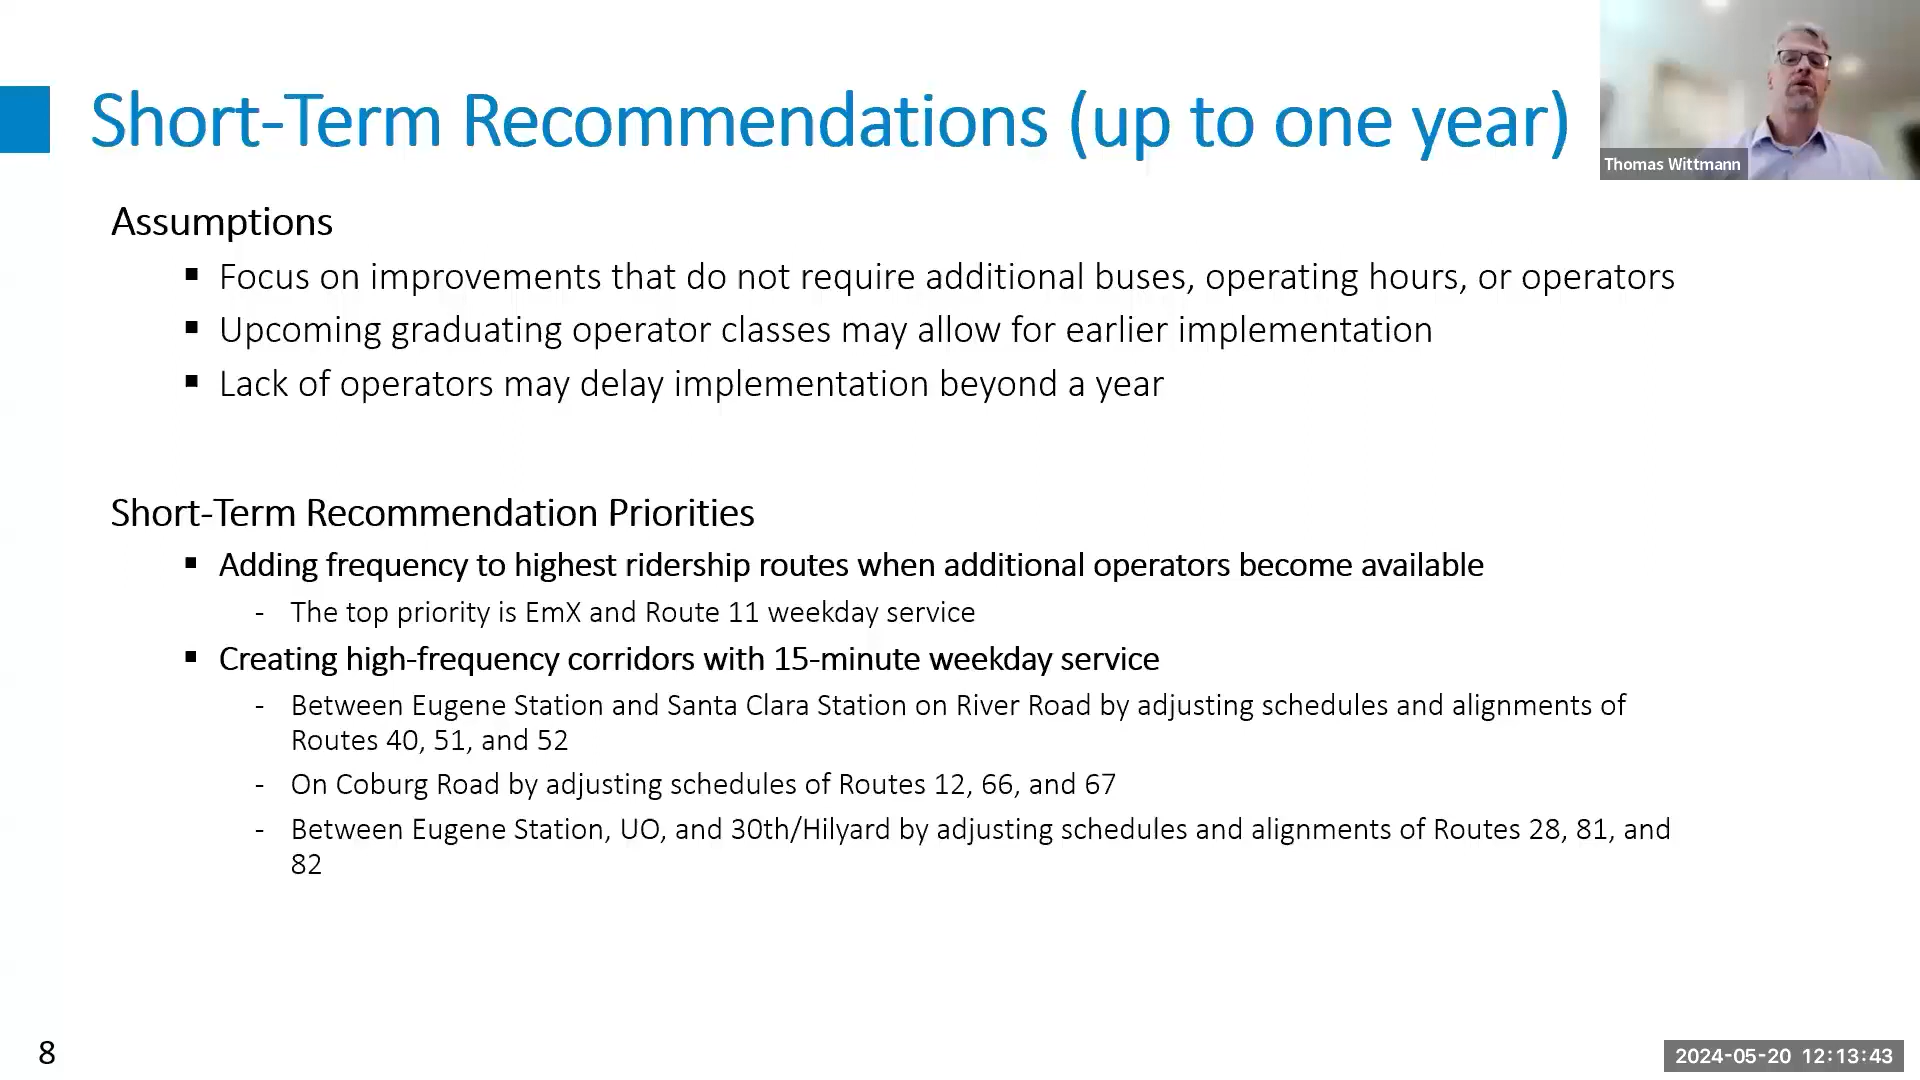 Short-Term Recommendations (up to one year)
Thomas Wittmann
Assumptions
▪ Focus on improvements that do not require additional buses, operating hours, or operators
▪ Upcoming graduating operator classes may allow for earlier implementation
▪ Lack of operators may delay implementation beyond a year
Short-Term Recommendation Priorities
▪ Adding frequency to highest ridership routes when additional operators become available
- The top priority is EmX and Route 11 weekday service
▪ Creating high-frequency corridors with 15-minute weekday service
- Between Eugene Station and Santa Clara Station on River Road by adjusting schedules and alignments of
Routes 40, 51, and 52
- On Coburg Road by adjusting schedules of Routes 12, 66, and 67
- Between Eugene Station, UO, and 30th/Hilyard by adjusting schedules and alignments of Routes 28, 81, and
82
8
2024-05-20 12:13:43